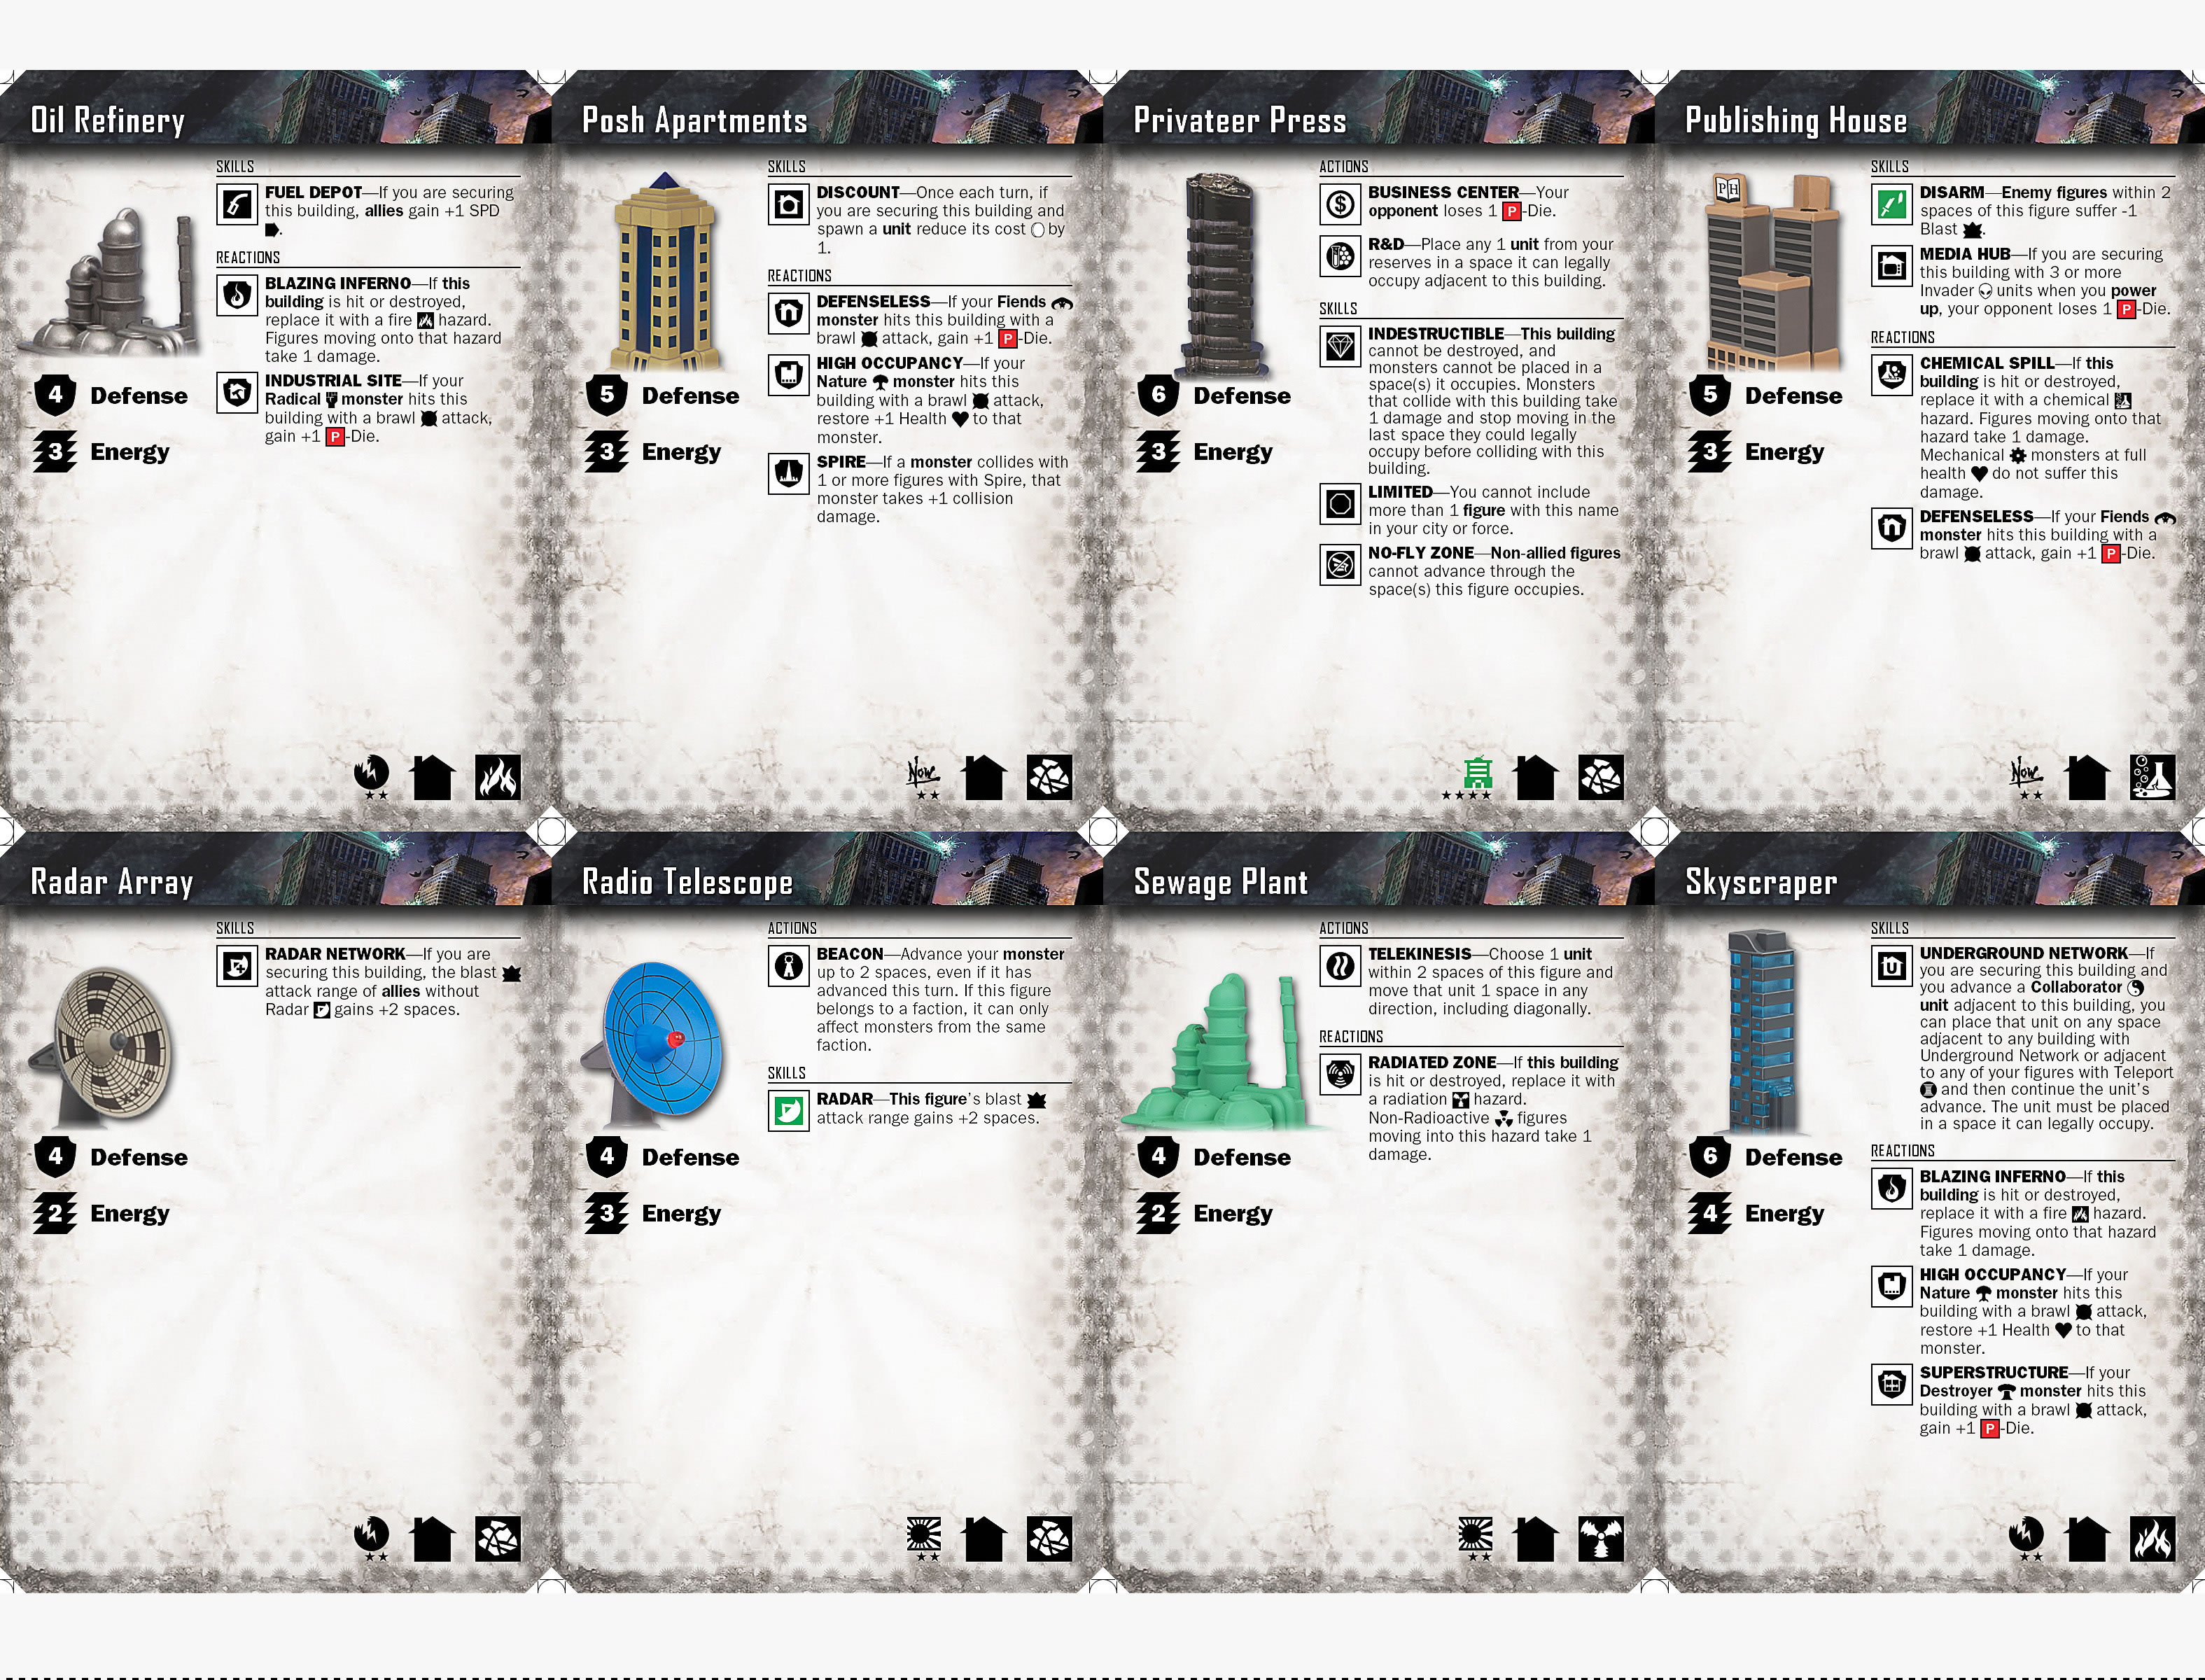 Oil Refinery
SKILLS
FUEL DEPOT—If you are securing
this building, allies gain +1 SPD
.
REACTIONS
BLAZING INFERNO—If this
building is hit or destroyed,
replace it with a fire hazard.
Figures moving onto that hazard
take 1 damage.
INDUSTRIAL SITE—If your
Radical monster hits this
building with a brawl attack,
gain +1 P-Die.
4 Defense
3 Energy
Posh Apartments
SKILLS
DISCOUNT—Once each turn, if
you are securing this building and
spawn a unit reduce its cost by
1.
REACTIONS
DEFENSELESS—If your Fiends
monster hits this building with a
brawl attack, gain +1 P-Die.
HIGH OCCUPANCY—If your
Nature monster hits this
building with a brawl attack,
restore +1 Health to that
monster.
SPIRE—If a monster collides with
1 or more figures with Spire, that
monster takes +1 collision
damage.
5 Defense
3 Energy
Now
Privateer Press
ACTIONS
BUSINESS CENTER—Your
opponent loses 1 P-Die.
R&D—Place any 1 unit from your
reserves in a space it can legally
occupy adjacent to this building.
SKILLS
INDESTRUCTIBLE—This building
cannot be destroyed, and
monsters cannot be placed in a
space(s) it occupies. Monsters
that collide with this building take
1 damage and stop moving in the
last space they could legally
occupy before colliding with this
building.
LIMITED—You cannot include
more than 1 figure with this name
in your city or force.
NO-FLY ZONE—Non-allied figures
cannot advance through the
space(s) this figure occupies.
6 Defense
3 Energy
Publishing House
PH
SKILLS
DISARM—Enemy figures within 2
spaces of this figure suffer -1
Blast .
MEDIA HUB—If you are securing
this building with 3 or more
Invader units when you power
up, your opponent loses 1 P-Die.
REACTIONS
CHEMICAL SPILL—If this
building is hit or destroyed,
replace it with a chemical
hazard. Figures moving onto that
hazard take 1 damage.
Mechanical monsters at full
health do not suffer this
damage.
DEFENSELESS—If your Fiends
monster hits this building with a
brawl attack, gain +1 P-Die.
5 Defense
3 Energy
Now
Radar Array
SKILLS
RADAR NETWORK—If you are
securing this building, the blast
attack range of allies without
Radar gains +2 spaces.
4 Defense
2 Energy
Radio Telescope
ACTIONS
BEACON—Advance your monster
up to 2 spaces, even if it has
advanced this turn. If this figure
belongs to a faction, it can only
affect monsters from the same
faction.
SKILLS
RADAR—This figure's blast
attack range gains +2 spaces.
4 Defense
3 Energy
Sewage Plant
ACTIONS
TELEKINESIS—Choose 1 unit
within 2 spaces of this figure and
move that unit 1 space in any
direction, including diagonally.
REACTIONS
RADIATED ZONE—If this building
is hit or destroyed, replace it with
a radiation hazard.
Non-Radioactive figures
moving into this hazard take 1
damage.
4 Defense
2 Energy
Skyscraper
SKILLS
UNDERGROUND NETWORK—If
you are securing this building and
you advance a Collaborator
unit adjacent to this building, you
can place that unit on any space
adjacent to any building with
Underground Network or adjacent
to any of your figures with Teleport
and then continue the unit's
advance. The unit must be placed
in a space it can legally occupy.
REACTIONS
BLAZING INFERNO—If this
building is hit or destroyed,
replace it with a fire hazard.
Figures moving onto that hazard
take 1 damage.
HIGH OCCUPANCY—If your
Nature monster hits this
building with a brawl attack,
restore +1 Health to that
monster.
SUPERSTRUCTURE—If your
Destroyer monster hits this
building with a brawl attack,
gain +1 P-Die.
6 Defense
4 Energy